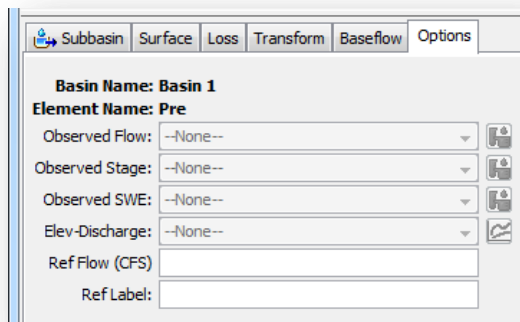 Subbasin Surface Loss Transform Baseflow Options
Basin Name: Basin 1
Element Name: Pre
Observed Flow: --None--
Observed Stage: --None--
Observed SWE: --None--
Elev-Discharge: --None--
Ref Flow (CFS)
Ref Label: